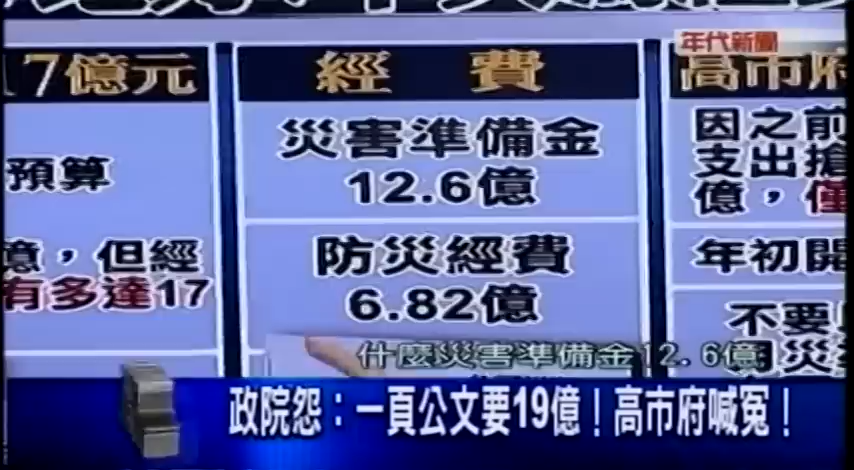 年代新聞
17億元
預算
億，但經
有多達17
經 費
災害準備金
12.6億
防災經費
6.82億
高市府
因之前
支出搶
億，僅
年初開
不要
用災
什麼災害準備金12.6億
政院怨：一頁公文要19億！高市府喊冤！